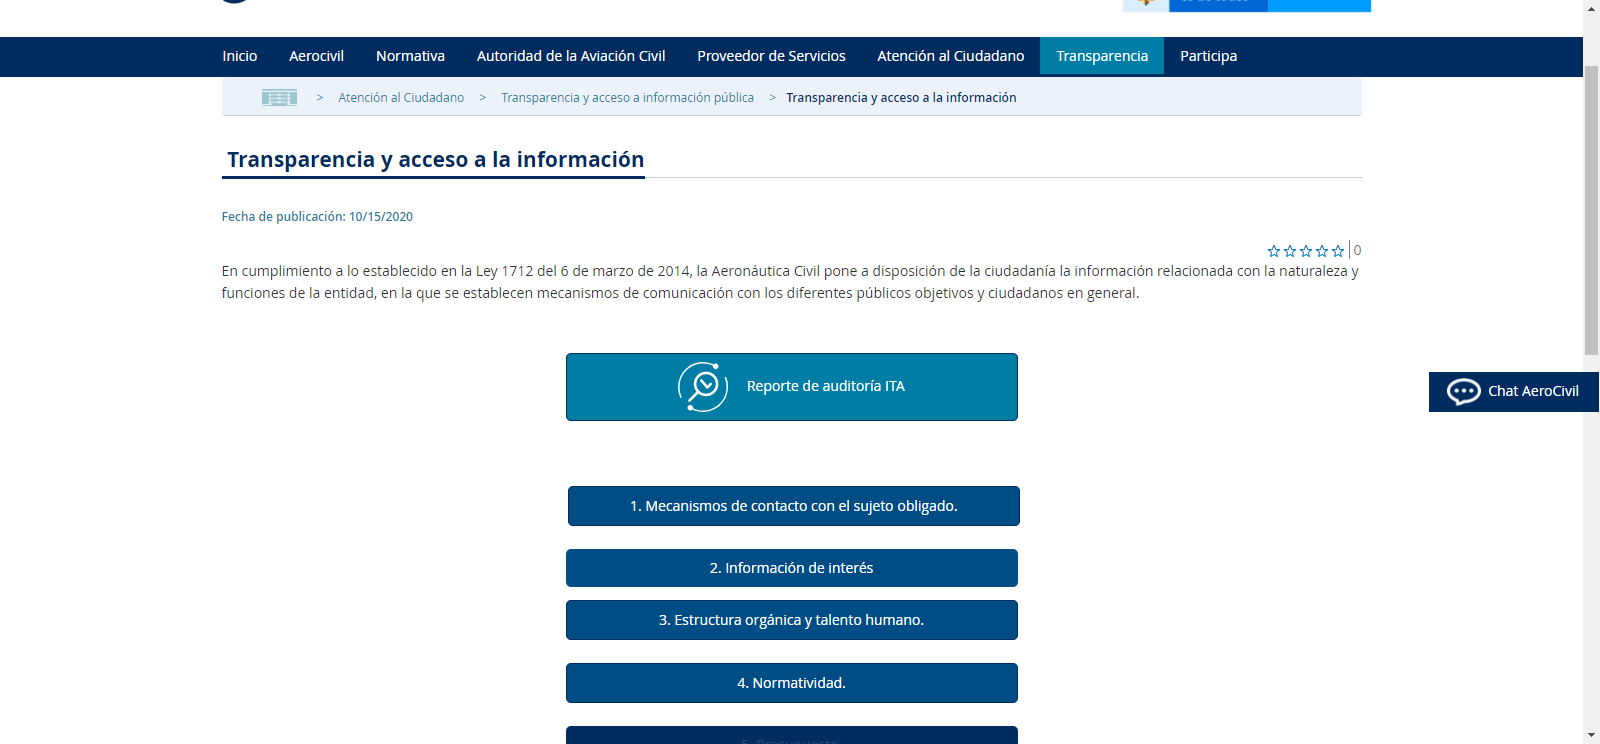 Inicio Aerocivil Normativa Autoridad de la Aviación Civil Proveedor de Servicios Atención al Ciudadano Transparencia Participa
> Atención al Ciudadano > Transparencia y acceso a información pública > Transparencia y acceso a la información
Transparencia y acceso a la información
Fecha de publicación: 10/15/2020
0
En cumplimiento a lo establecido en la Ley 1712 del 6 de marzo de 2014, la Aeronáutica Civil pone a disposición de la ciudadanía la información relacionada con la naturaleza y
funciones de la entidad, en la que se establecen mecanismos de comunicación con los diferentes públicos objetivos y ciudadanos en general.
Reporte de auditoría ITA
Chat AeroCivil
1. Mecanismos de contacto con el sujeto obligado.
2. Información de interés
3. Estructura orgánica y talento humano.
4. Normatividad.
5. Presupuesto